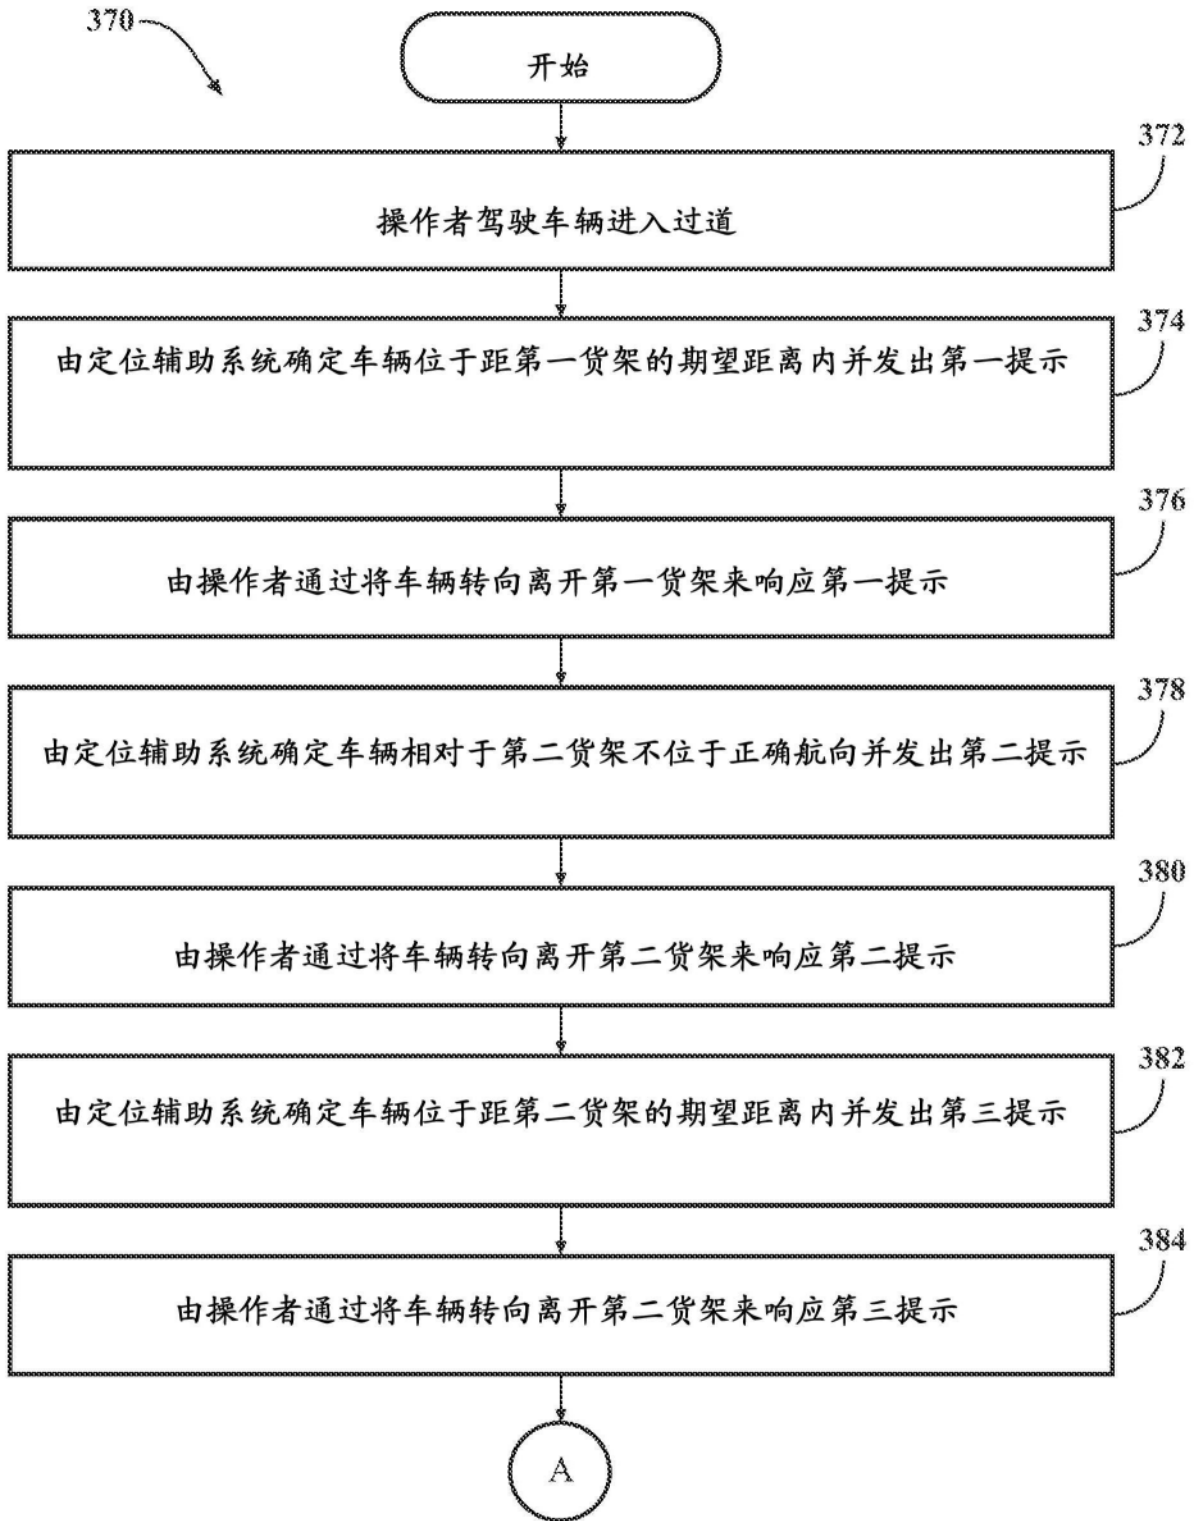 370
开始
372
操作者驾驶车辆进入过道
374
由定位辅助系统确定车辆位于距第一货架的期望距离内并发出第一提示
376
由操作者通过将车辆转向离开第一货架来响应第一提示
378
由定位辅助系统确定车辆相对于第二货架不位于正确航向并发出第二提示
380
由操作者通过将车辆转向离开第二货架来响应第二提示
382
由定位辅助系统确定车辆位于距第二货架的期望距离内并发出第三提示
384
由操作者通过将车辆转向离开第二货架来响应第三提示
A